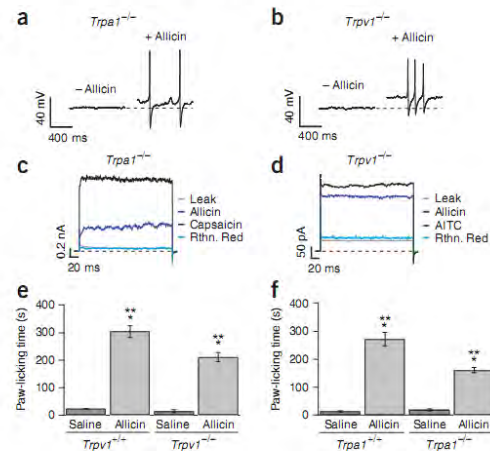 a
Trpa1−/−
+ Allicin
– Allicin
40 mV
400 ms
b
Trpv1−/−
+ Allicin
– Allicin
40 mV
400 ms
c
Trpa1−/−
Leak
Allicin
Capsaicin
Rthn. Red
0.2 nA
20 ms
d
Trpv1−/−
Leak
Allicin
AITC
Rthn. Red
50 pA
20 ms
e
Paw-licking time (s)
400
300
200
100
0
**
*
**
*
Saline Allicin Saline Allicin
Trpv1+/+ Trpv1−/−
f
Paw-licking time (s)
400
300
200
100
0
**
*
**
*
Saline Allicin Saline Allicin
Trpa1+/+ Trpa1−/−